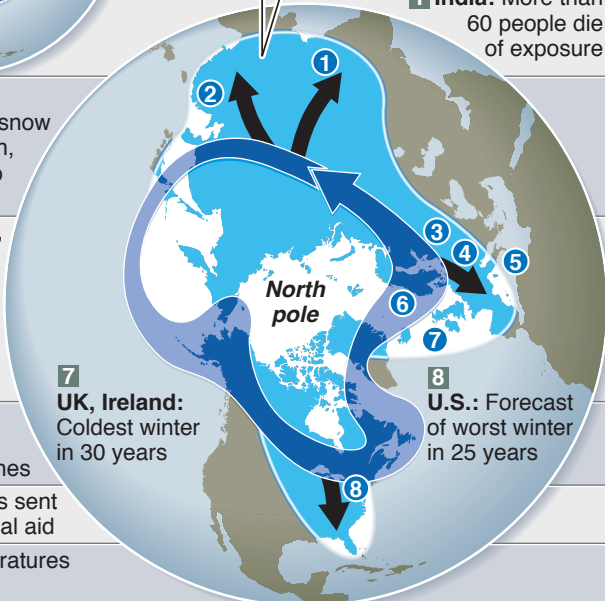 1 India: More than
60 people die
of exposure
snow
1
2
3
4
5
6
7
North
pole
7
UK, Ireland:
Coldest winter
in 30 years
8
U.S.: Forecast
of worst winter
in 25 years
8
nes
s sent
al aid
ratures